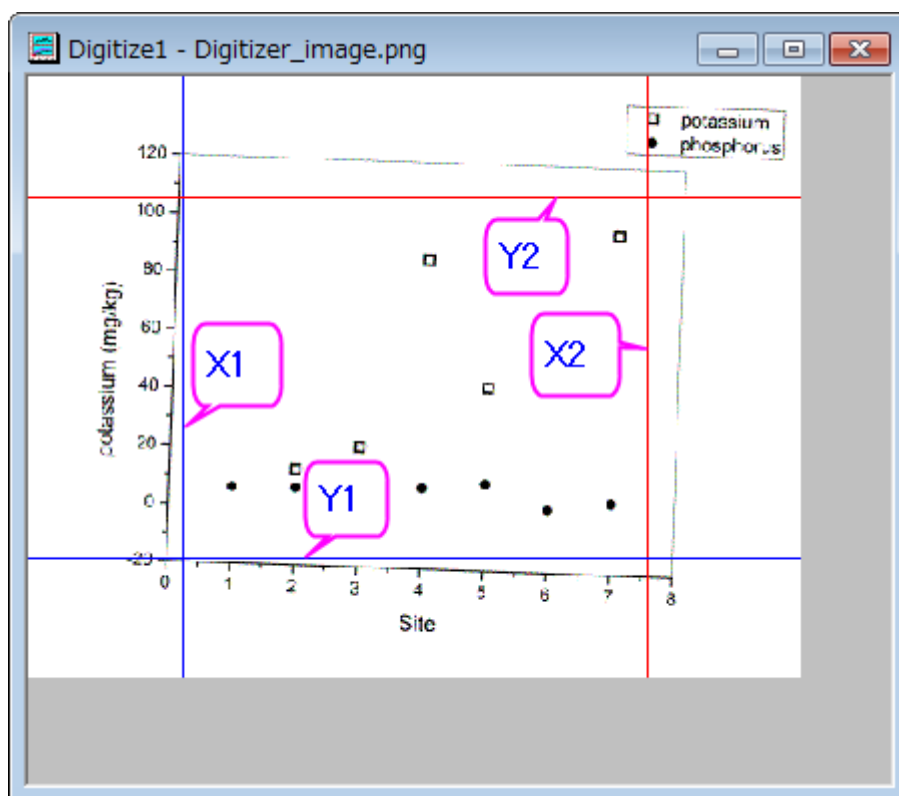 Digitize1 - Digitizer_image.png
potassium
phosphorus
120
100
80
60
40
20
0
-20
potassium (mg/kg)
Y2
X2
X1
Y1
0 1 2 3 4 5 6 7 8
Site